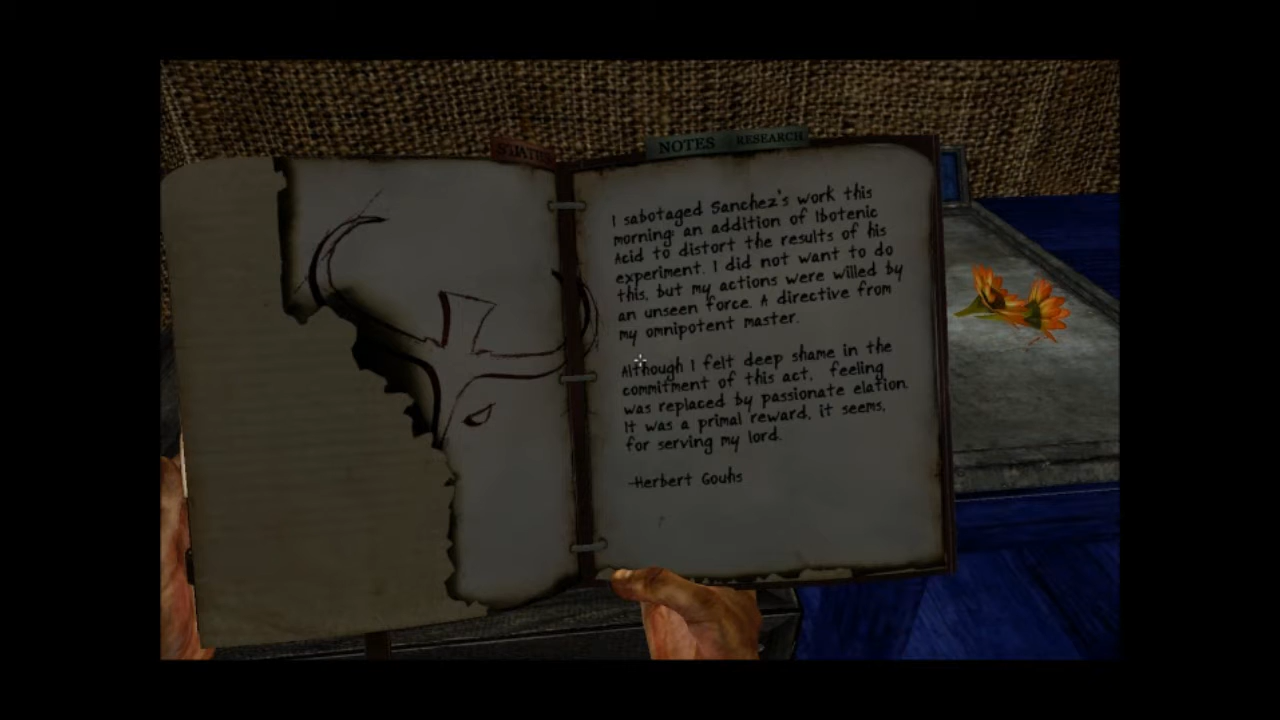 STATUS
NOTES
RESEARCH
I sabotaged Sanchez's work this
morning: an addition of Ibotenic
Acid to distort the results of his
experiment. I did not want to do
this, but my actions were willed by
an unseen force. A directive from
my omnipotent master.
Although I felt deep shame in the
commitment of this act, feeling
was replaced by passionate elation.
It was a primal reward, it seems,
for serving my lord.
-Herbert Gouhs